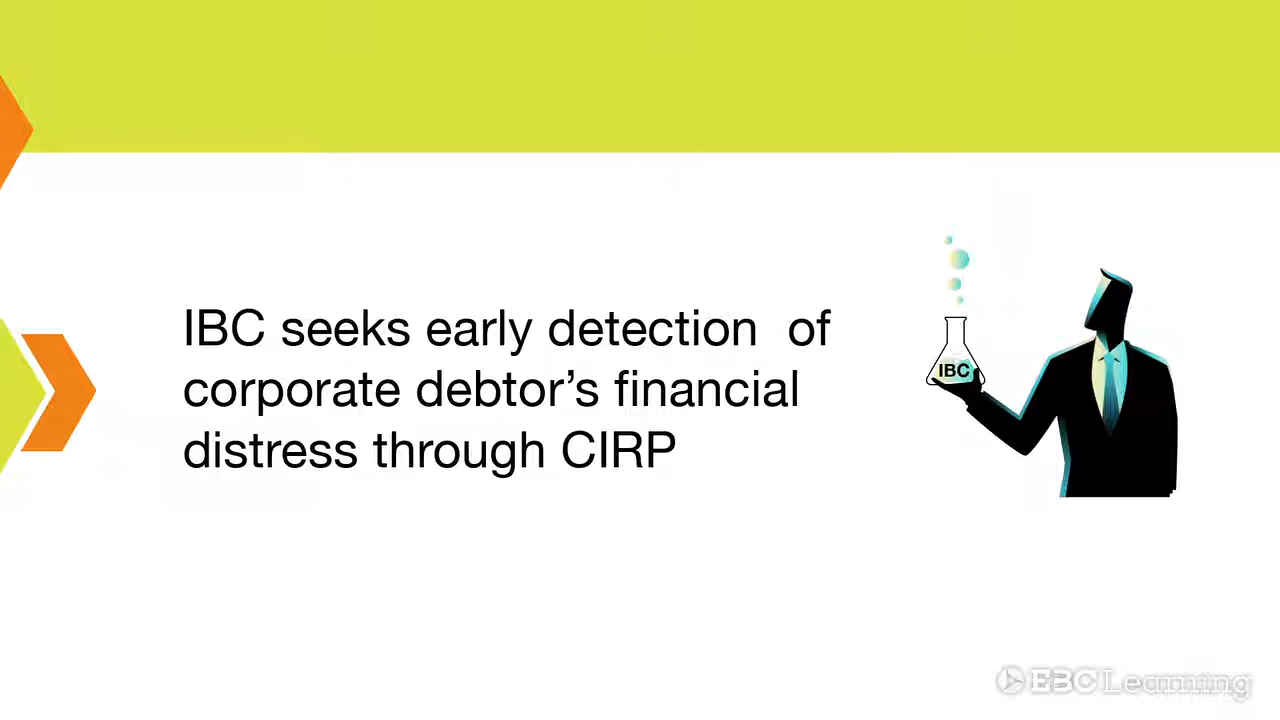 IBC seeks early detection  of
corporate debtor’s financial
distress through CIRP
IBC
EBC Learning